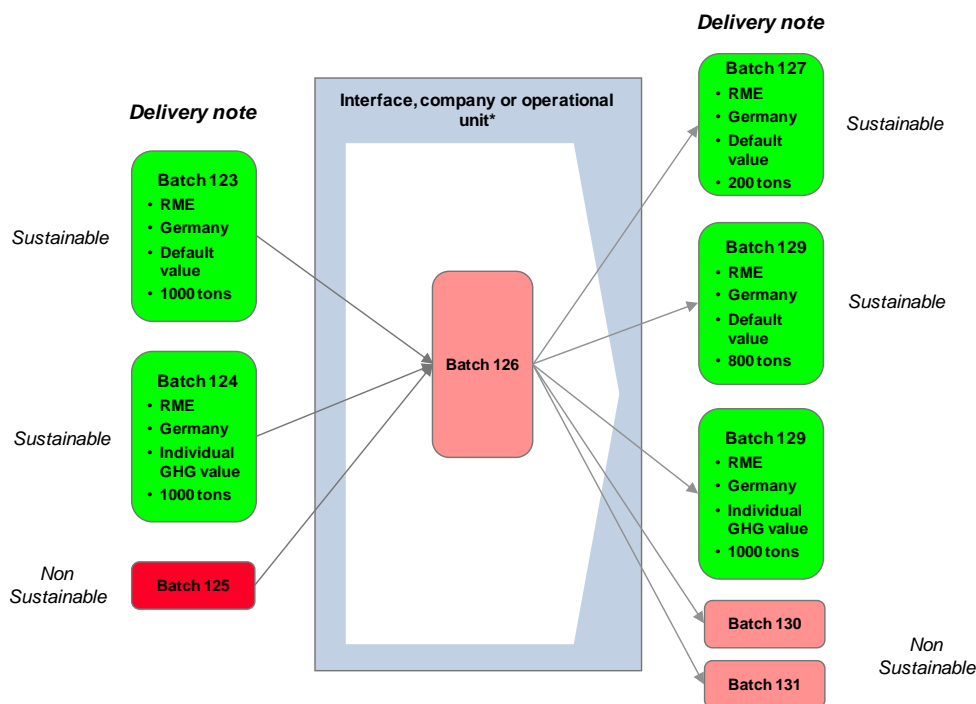 Delivery note
Sustainable
Batch 123
• RME
• Germany
• Default
value
• 1000 tons
Sustainable
Batch 124
• RME
• Germany
• Individual
GHG value
• 1000 tons
Non
Sustainable
Batch 125
Interface, company or operational
unit*
Batch 126
Delivery note
Batch 127
• RME
• Germany
• Default
value
• 200 tons
Sustainable
Batch 129
• RME
• Germany
• Default
value
• 800 tons
Sustainable
Batch 129
• RME
• Germany
• Individual
GHG value
• 1000 tons
Batch 130
Non
Sustainable
Batch 131